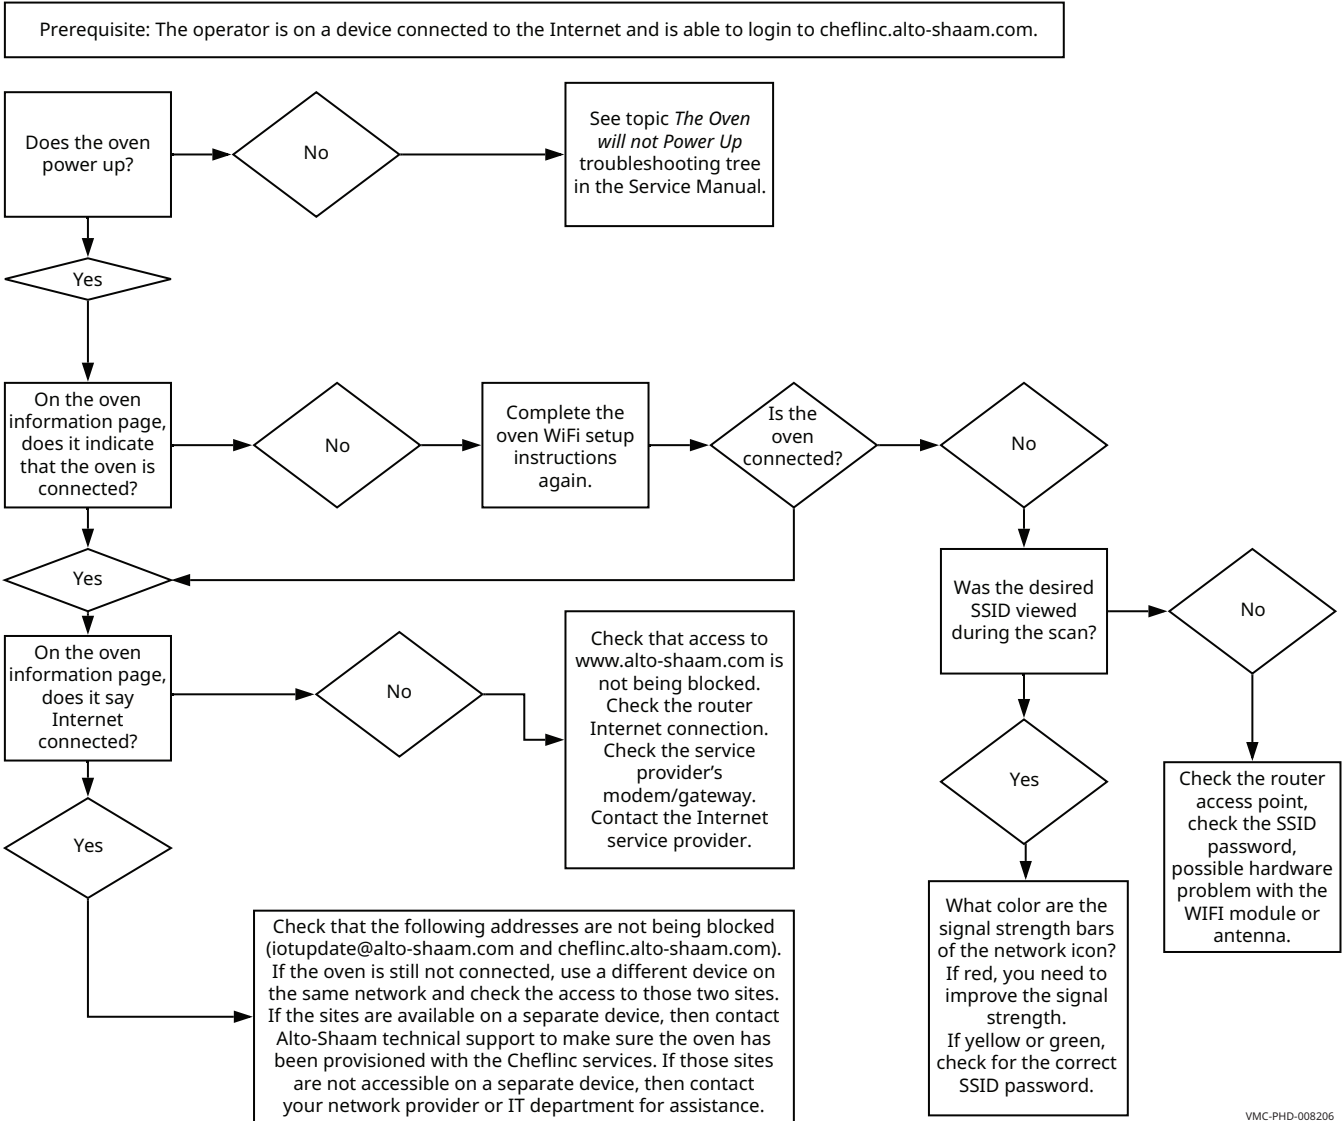 Prerequisite: The operator is on a device connected to the Internet and is able to login to cheflinc.alto-shaam.com.
Does the oven
power up?
No
See topic The Oven
will not Power Up
troubleshooting tree
in the Service Manual.
Yes
On the oven
information page,
does it indicate
that the oven is
connected?
No
Complete the
oven WiFi setup
instructions
again.
Is the
oven
connected?
No
Yes
Was the desired
SSID viewed
during the scan?
No
On the oven
information page,
does it say
Internet
connected?
No
Check that access to
www.alto-shaam.com is
not being blocked.
Check the router
Internet connection.
Check the service
provider’s
modem/gateway.
Contact the Internet
service provider.
Yes
Check the router
access point,
check the SSID
password,
possible hardware
problem with the
WIFI module or
antenna.
Yes
What color are the
signal strength bars
of the network icon?
If red, you need to
improve the signal
strength.
If yellow or green,
check for the correct
SSID password.
Check that the following addresses are not being blocked
(iotupdate@alto-shaam.com and cheflinc.alto-shaam.com).
If the oven is still not connected, use a different device on
the same network and check the access to those two sites.
If the sites are available on a separate device, then contact
Alto-Shaam technical support to make sure the oven has
been provisioned with the Cheflinc services. If those sites
are not accessible on a separate device, then contact
your network provider or IT department for assistance.
VMC-PHD-008206